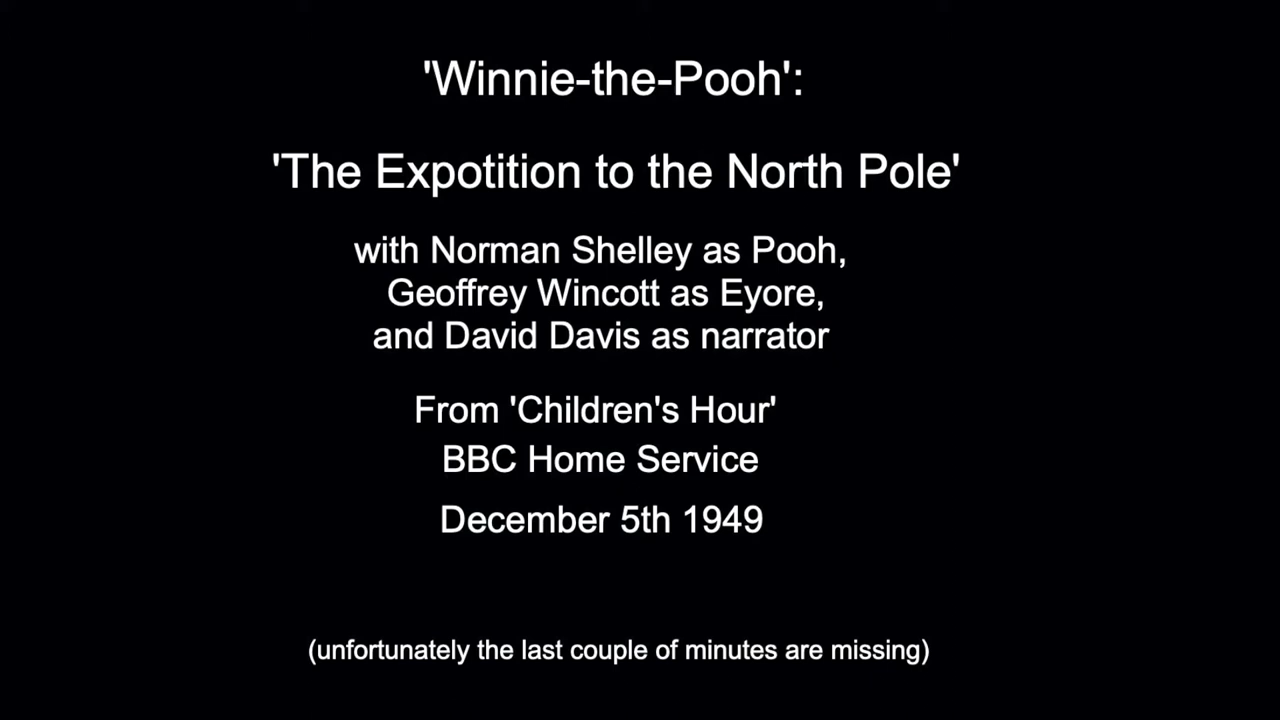 'Winnie-the-Pooh':
'The Expotition to the North Pole'
with Norman Shelley as Pooh,
Geoffrey Wincott as Eyore,
and David Davis as narrator
From 'Children's Hour'
BBC Home Service
December 5th 1949
(unfortunately the last couple of minutes are missing)